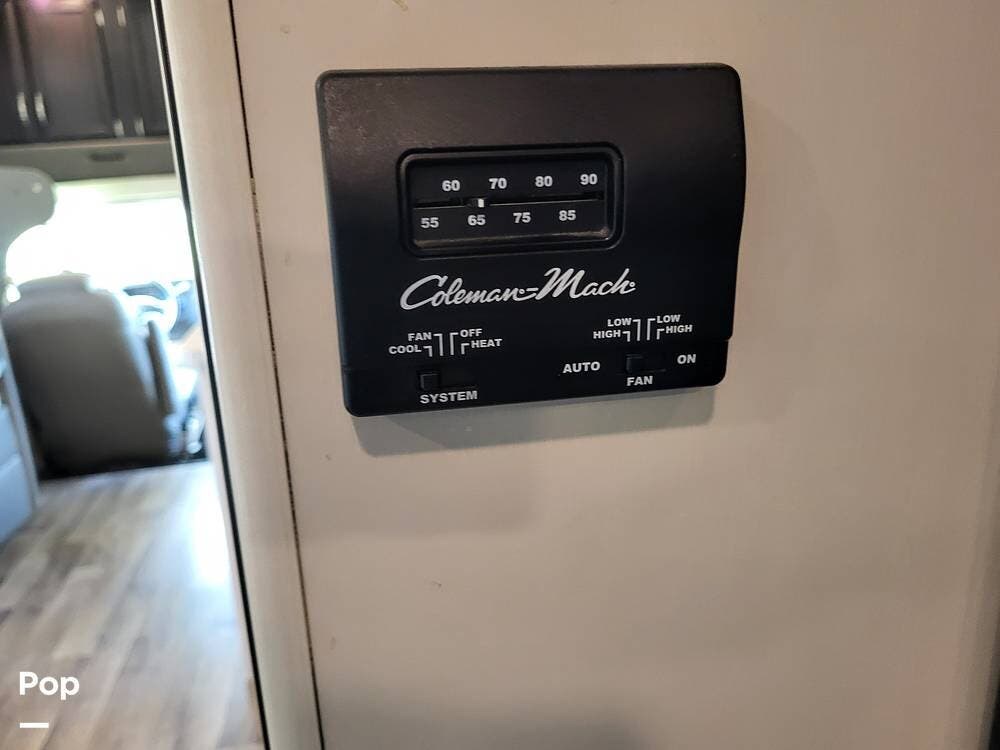 60 70 80 90
55 65 75 85
Coleman-Mach
FAN OFF
COOL HEAT
SYSTEM
LOW LOW
HIGH HIGH
AUTO ON
FAN
Pop